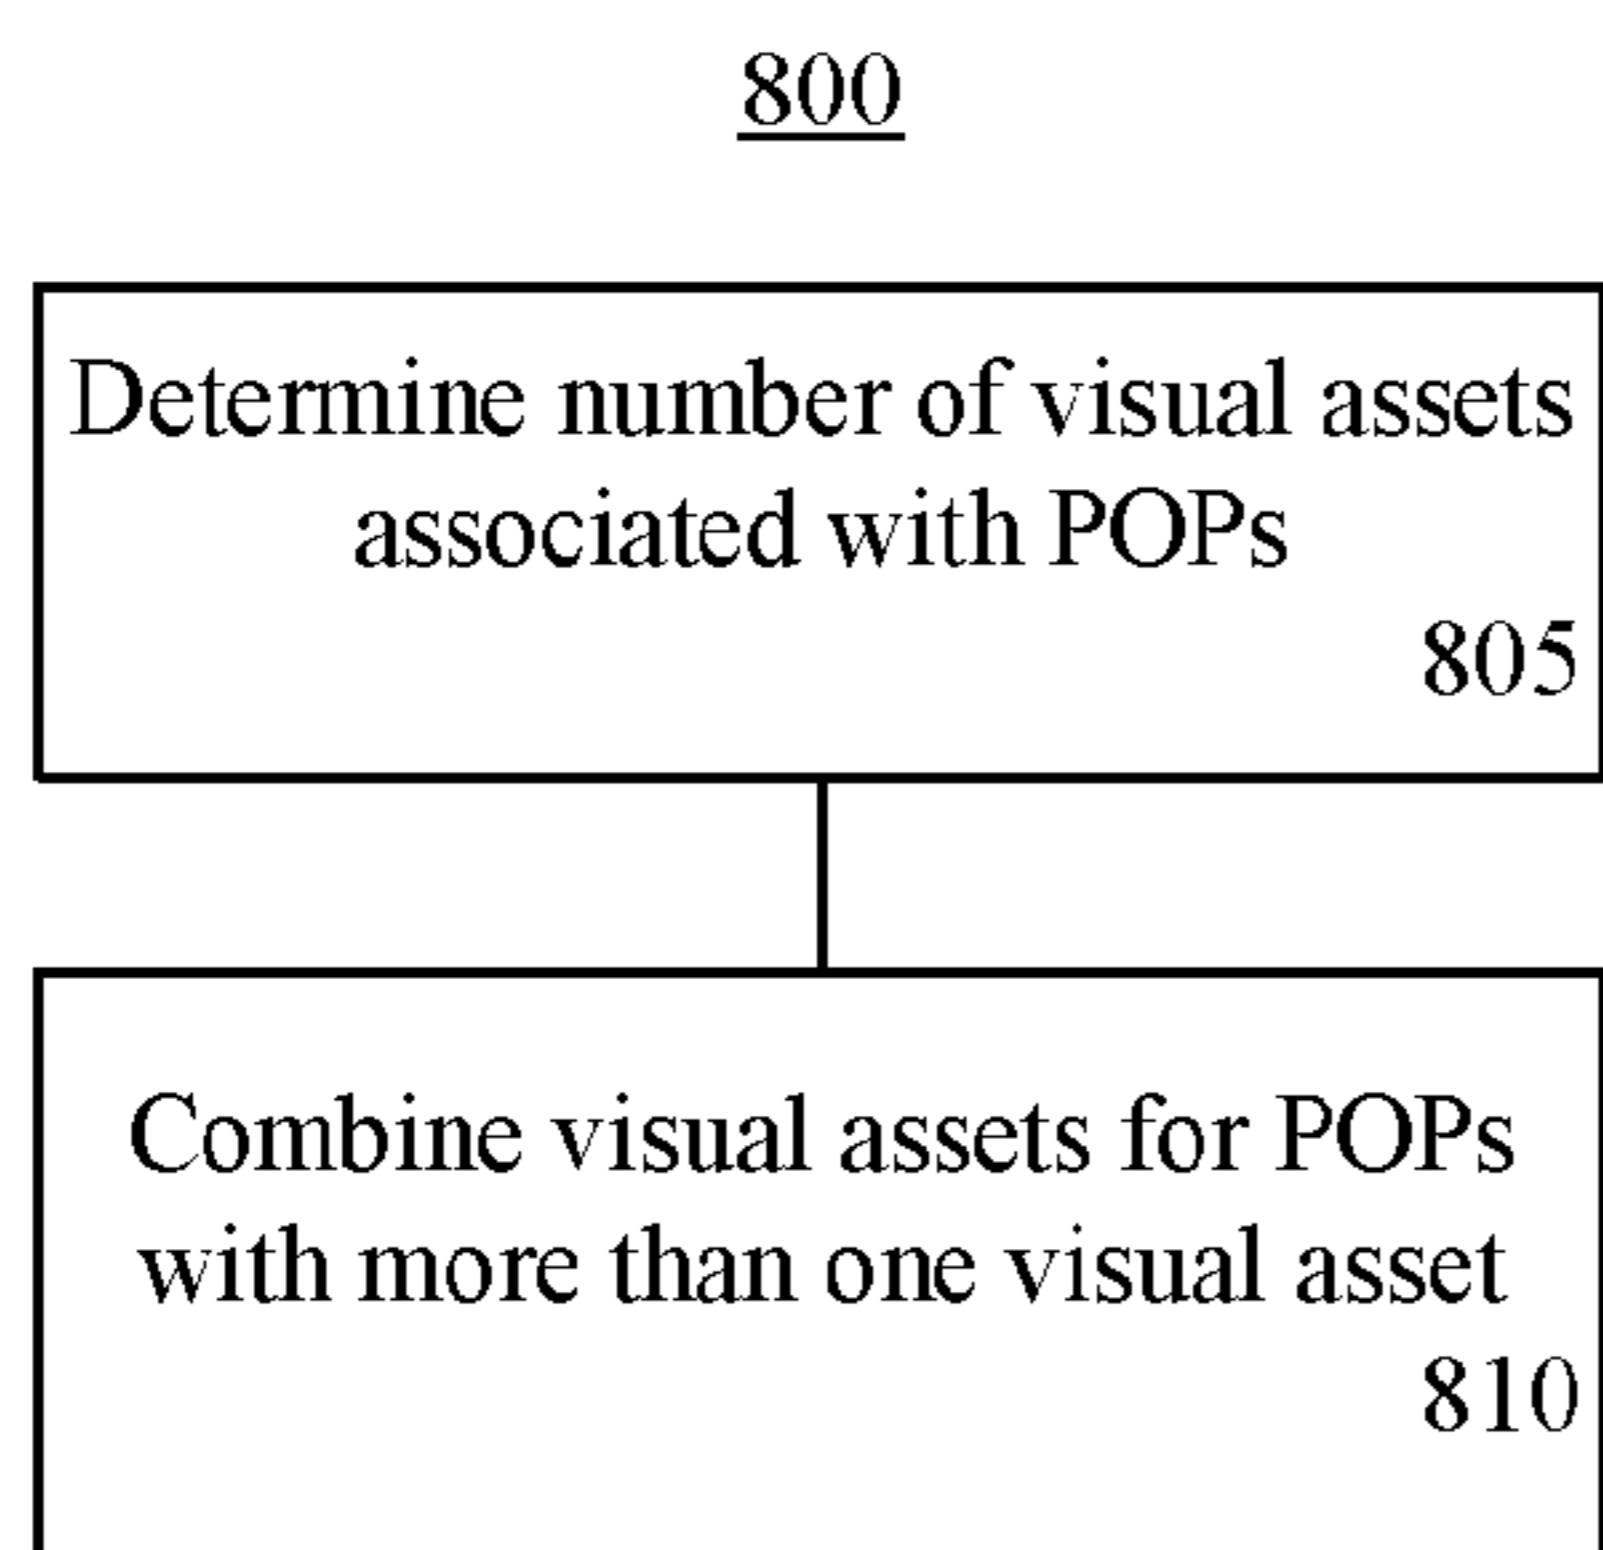 800
Determine number of visual assets
associated with POPs
805
Combine visual assets for POPs
with more than one visual asset
810